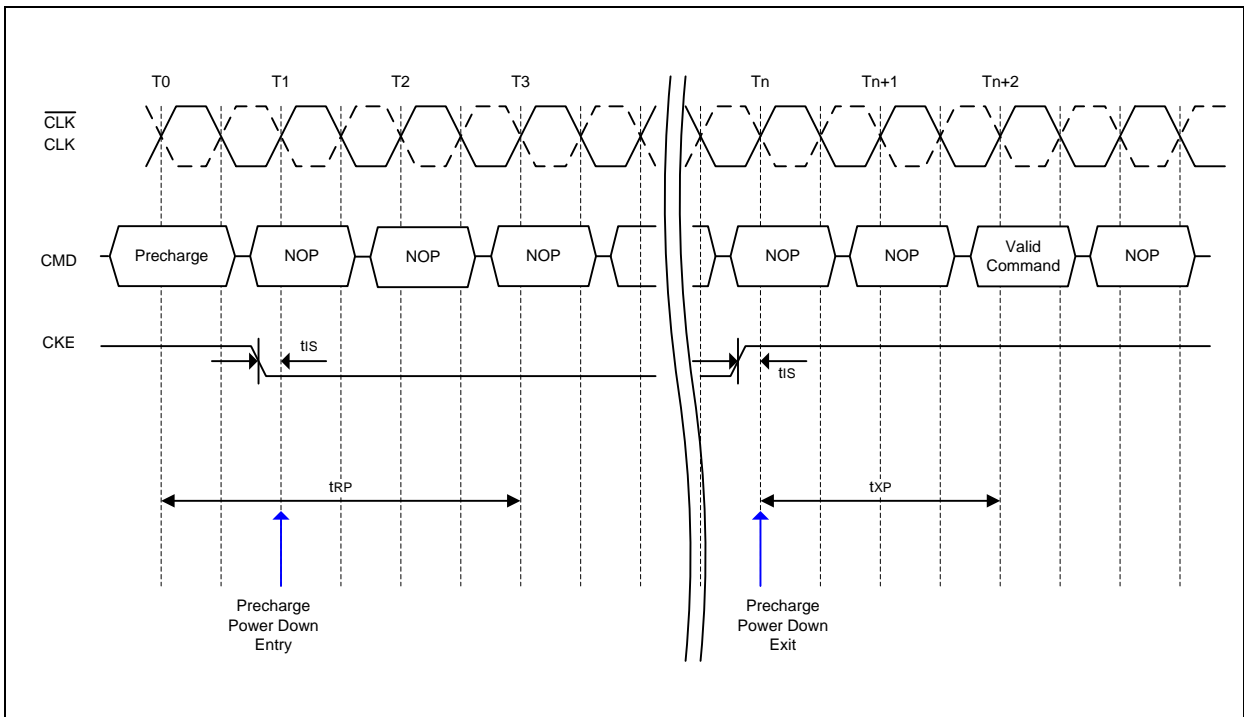 T0 T1 T2 T3 Tn Tn+1 Tn+2
CLK
CLK
CMD Precharge NOP NOP NOP NOP NOP Valid Command NOP
CKE tIS tIS
tRP tXP
Precharge
Power Down
Entry
Precharge
Power Down
Exit